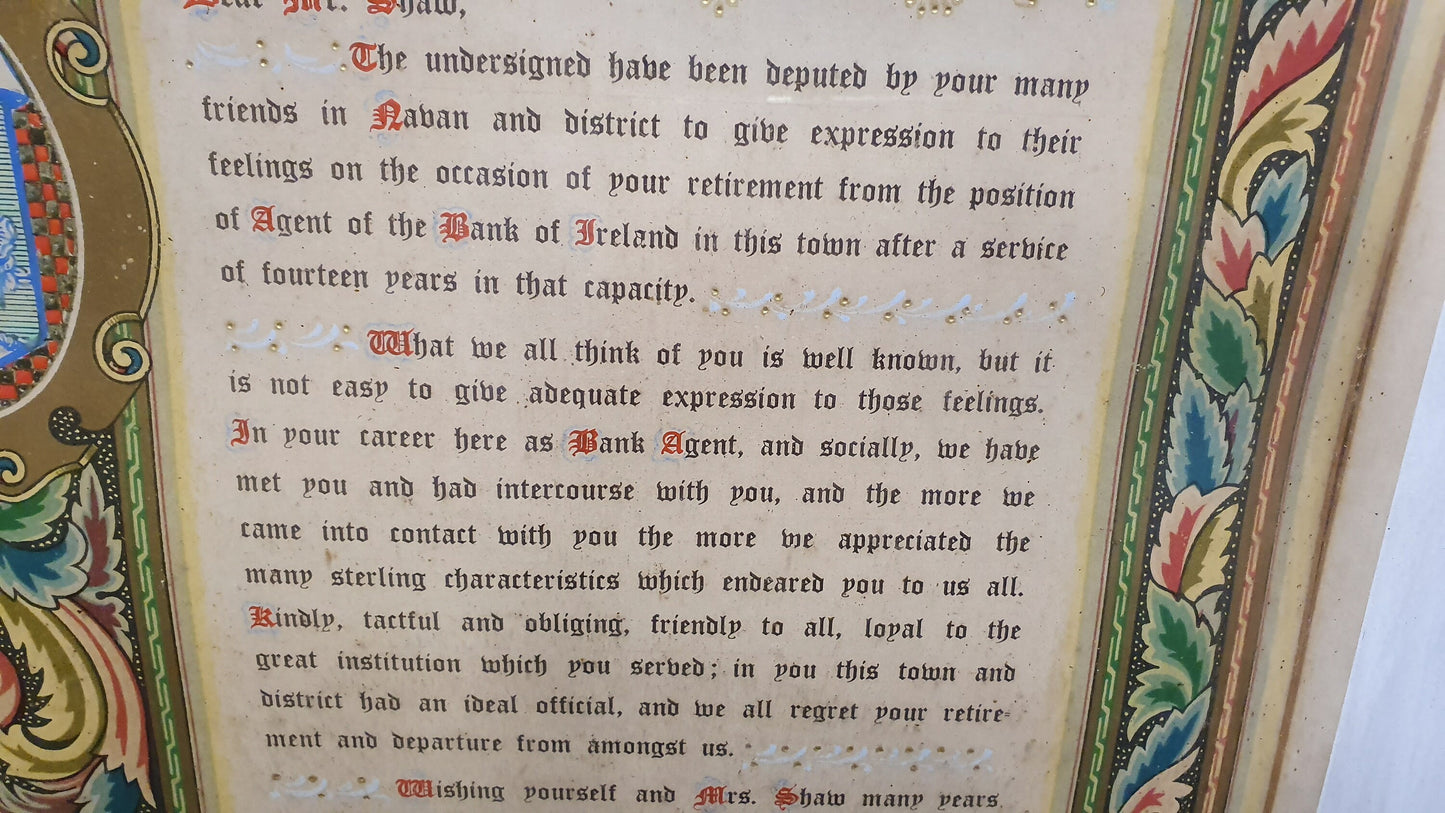 Dear Mr. Shaw,
The undersigned have been deputed by your many
friends in Navan and district to give expression to their
feelings on the occasion of your retirement from the position
of Agent of the Bank of Ireland in this town after a service
of fourteen years in that capacity.
What we all think of you is well known, but it
is not easy to give adequate expression to those feelings.
In your career here as Bank Agent, and socially, we have
met you and had intercourse with you, and the more we
came into contact with you the more we appreciated the
many sterling characteristics which endeared you to us all.
Kindly, tactful and obliging, friendly to all, loyal to the
great institution which you served; in you this town and
district had an ideal official, and we all regret your retire-
ment and departure from amongst us.
Wishing yourself and Mrs. Shaw many years